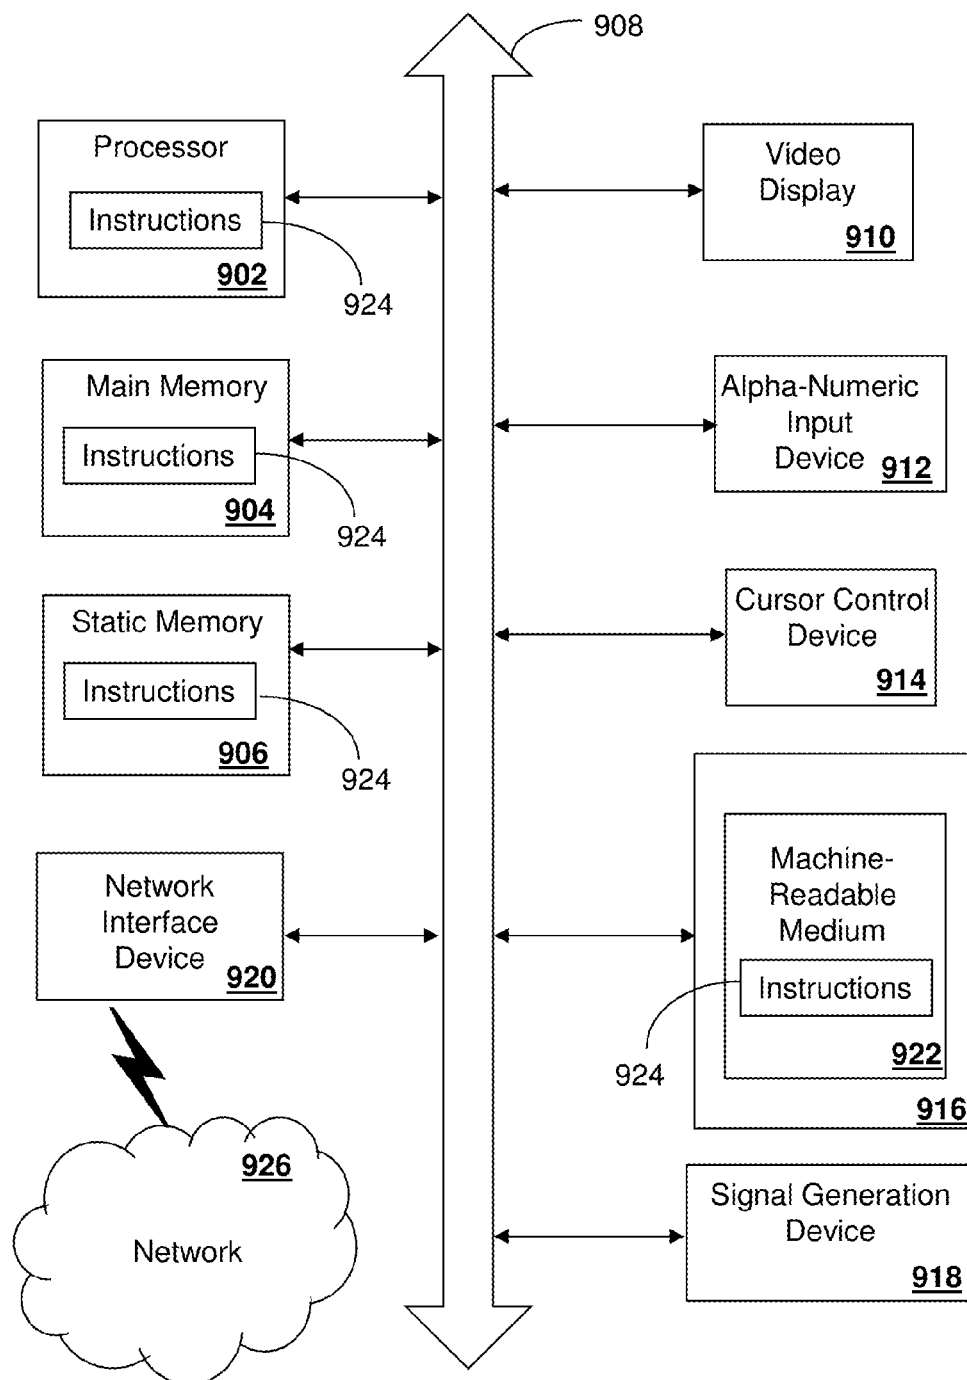 908
Processor
Instructions
902
924
Main Memory
Instructions
904
924
Static Memory
Instructions
906
924
Network
Interface
Device
920
926
Network
Video
Display
910
Alpha-Numeric
Input
Device
912
Cursor Control
Device
914
Machine-
Readable
Medium
Instructions
922
924
916
Signal Generation
Device
918